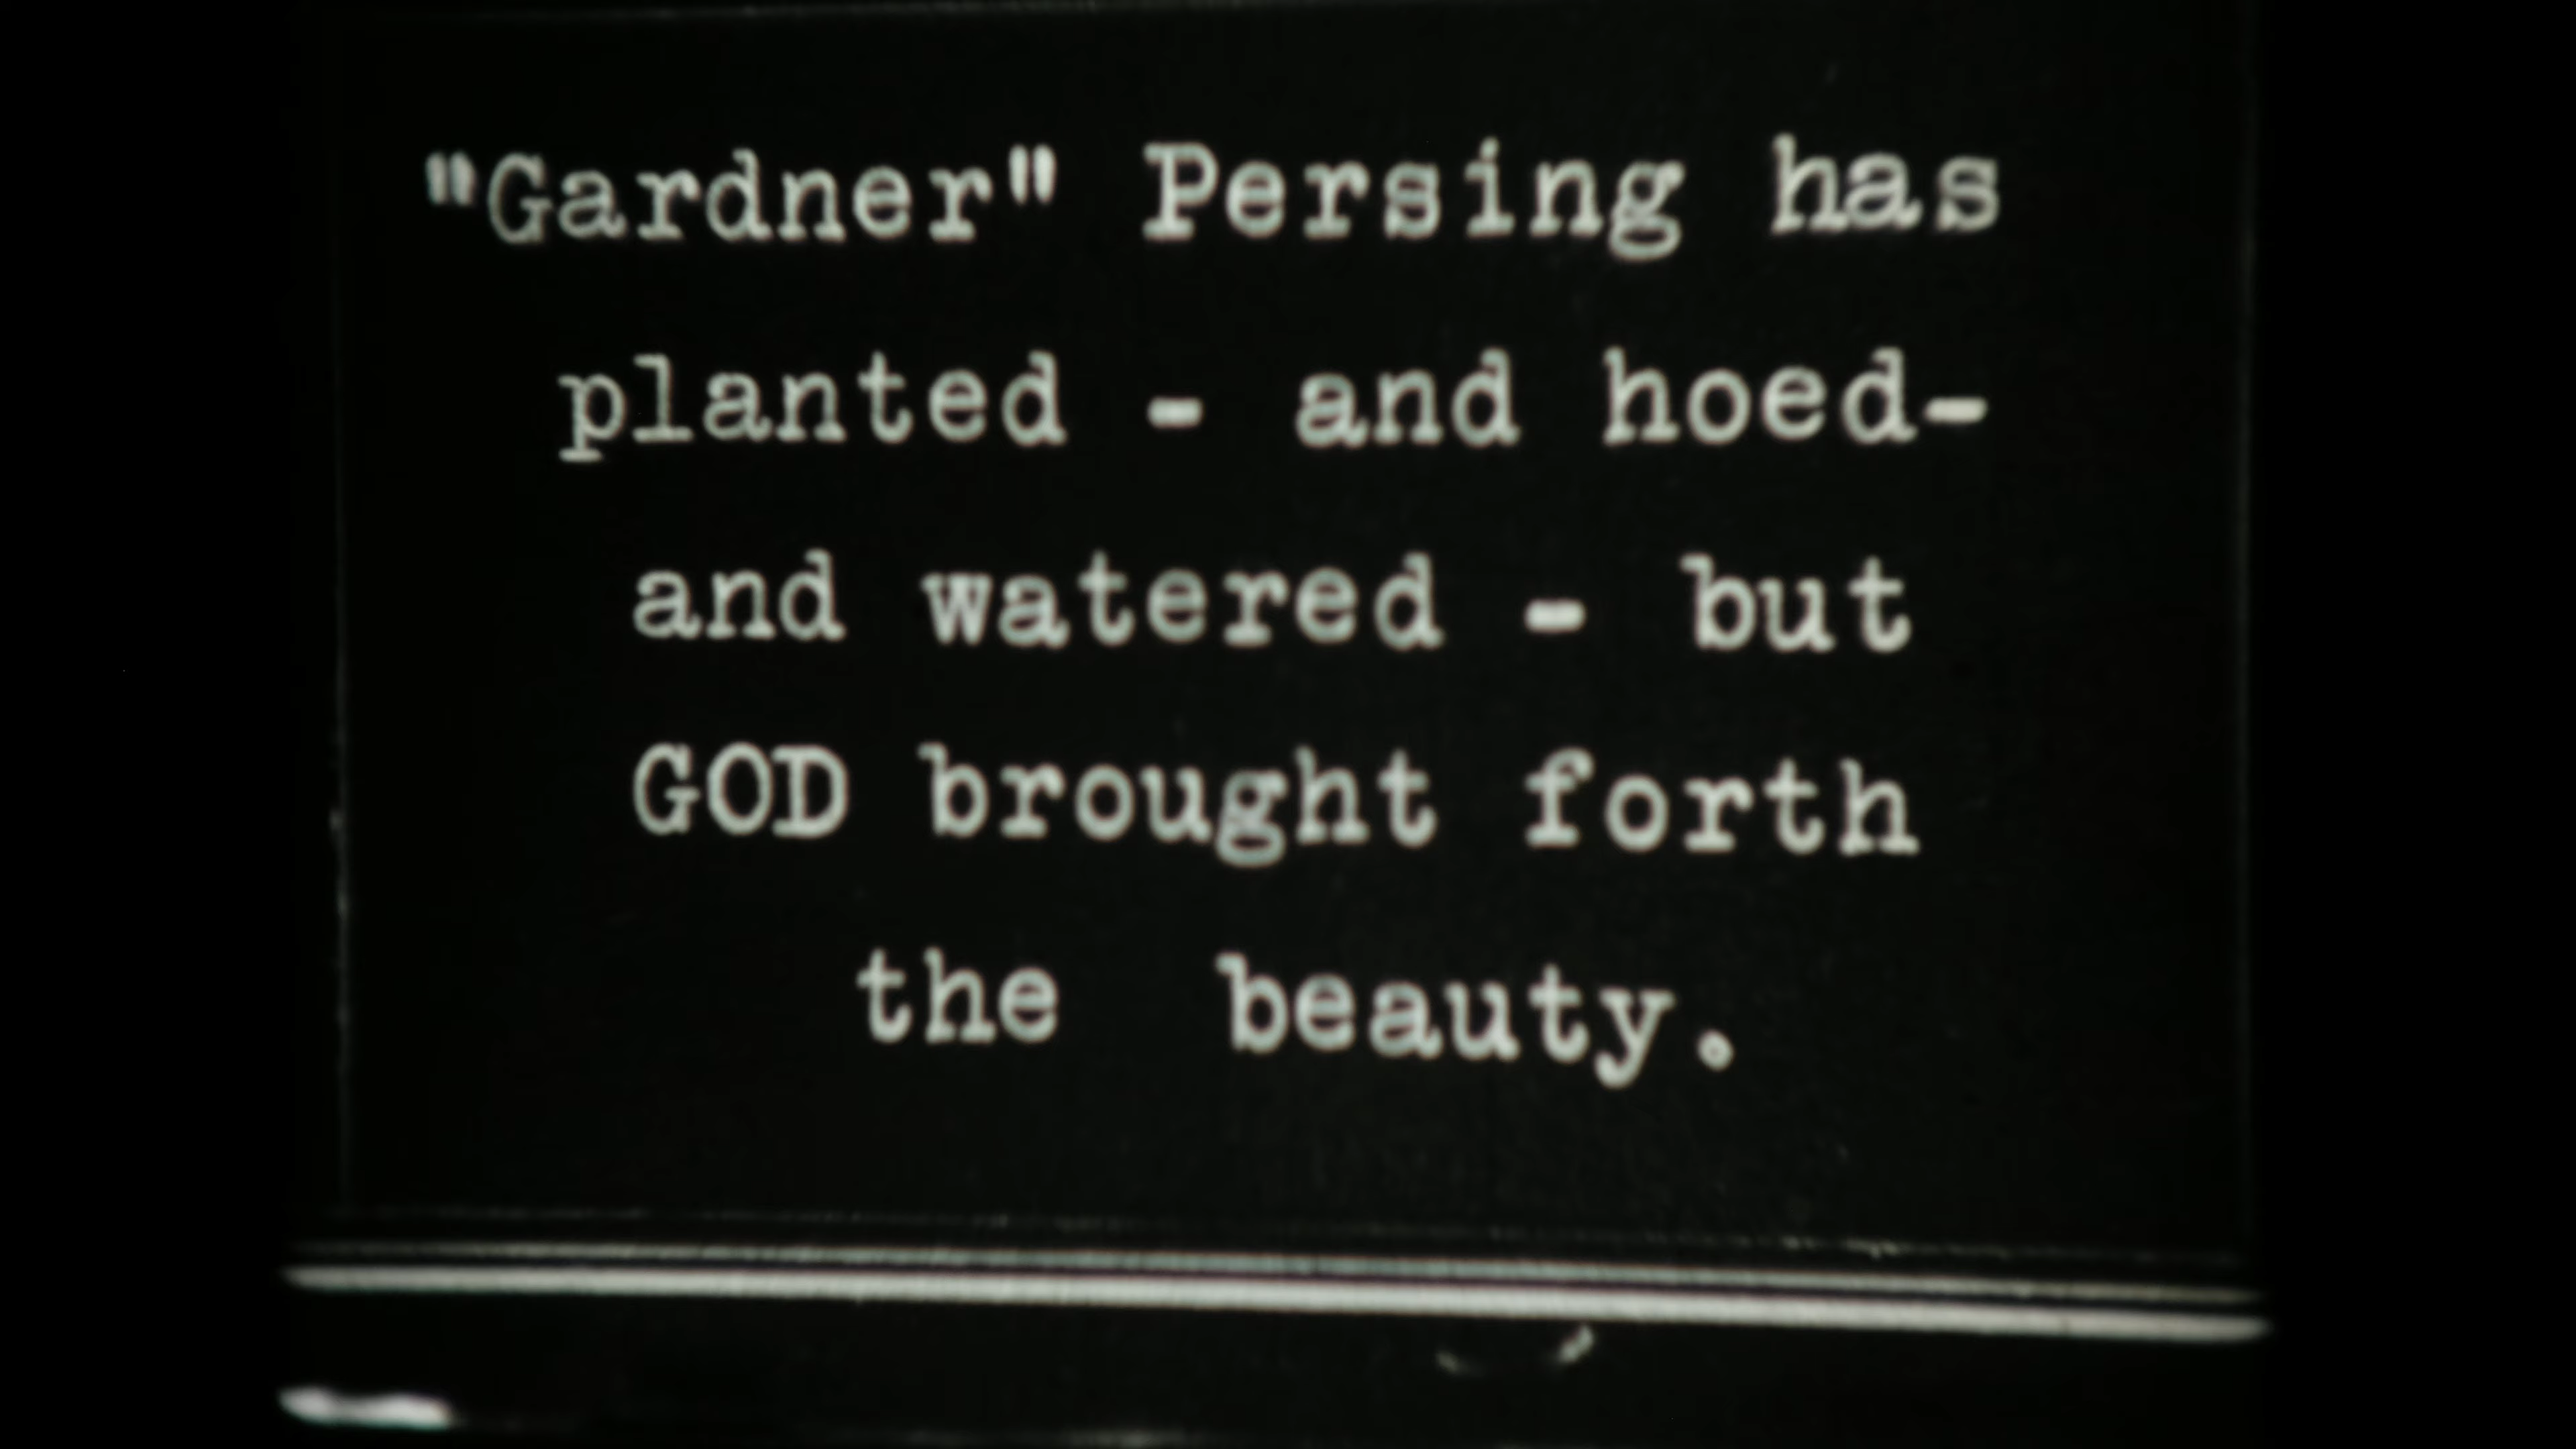 "Gardner" Persing has
planted - and hoed-
and watered - but
GOD brought forth
the beauty.